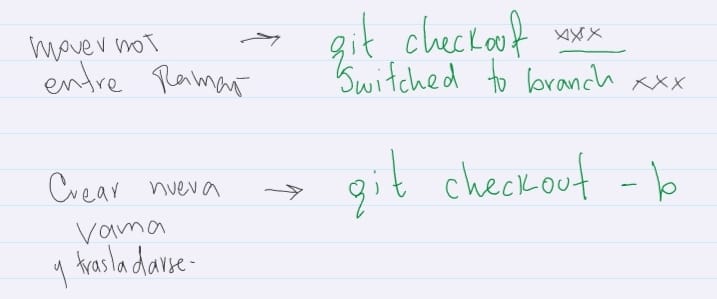 movernos → git checkout xxx
entre Ramas Switched to branch xxx
Crear nueva → git checkout -b
rama
y trasladarse.